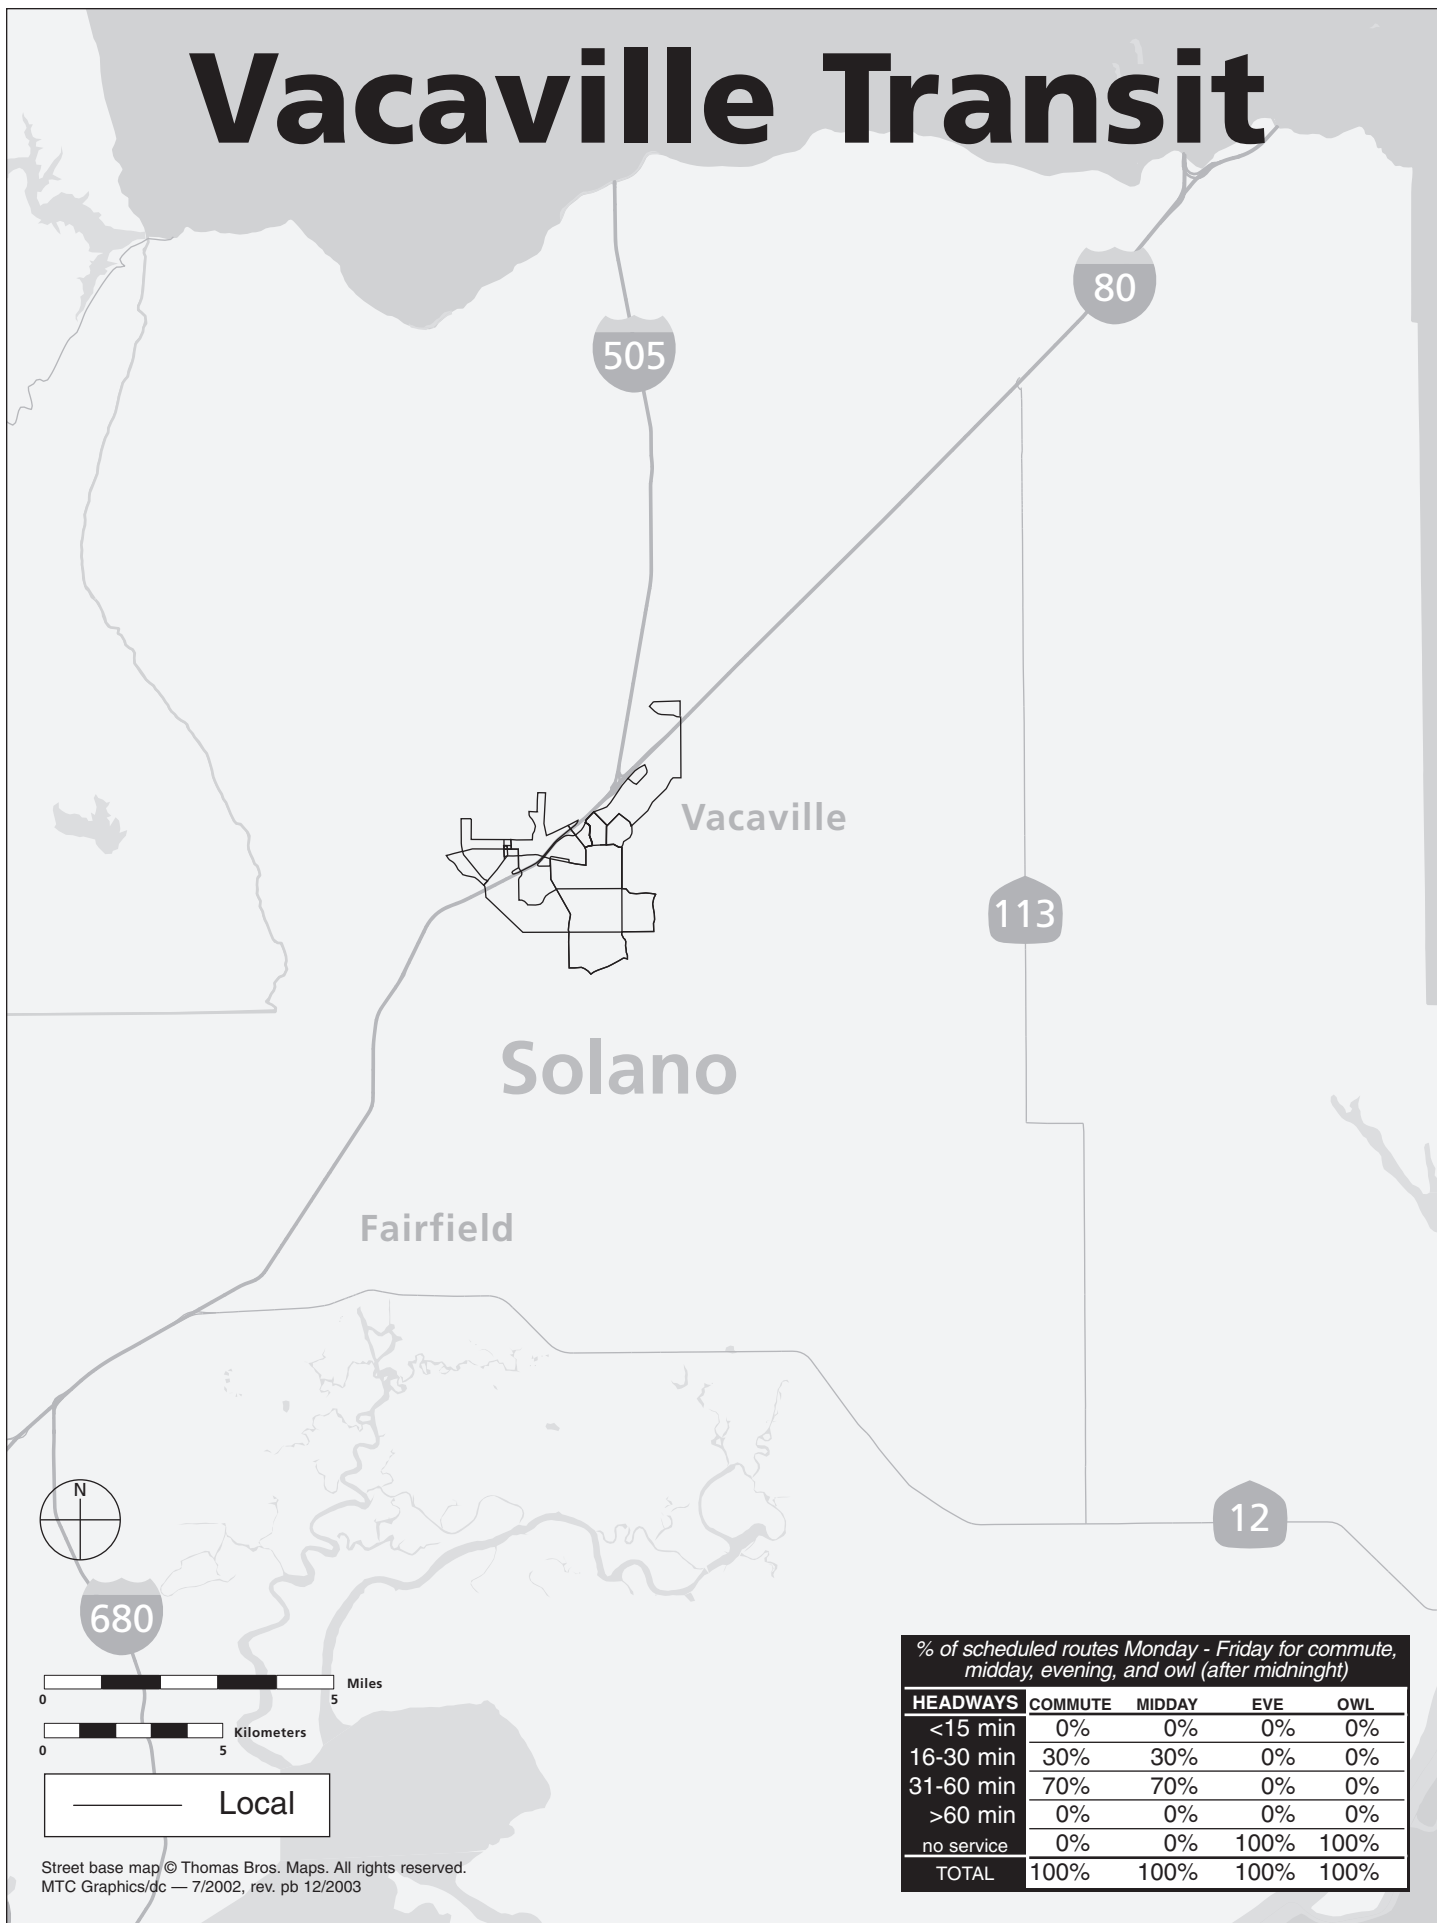 Vacaville Transit
80
505
Vacaville
113
Solano
Fairfield
N
12
680
0 5 Miles
0 5 Kilometers
Local
Street base map © Thomas Bros. Maps. All rights reserved.
MTC Graphics/dc — 7/2002, rev. pb 12/2003
% of scheduled routes Monday - Friday for commute,
midday, evening, and owl (after midninght)
HEADWAYS COMMUTE MIDDAY EVE OWL
<15 min 0% 0% 0% 0%
16-30 min 30% 30% 0% 0%
31-60 min 70% 70% 0% 0%
>60 min 0% 0% 0% 0%
no service 0% 0% 100% 100%
TOTAL 100% 100% 100% 100%